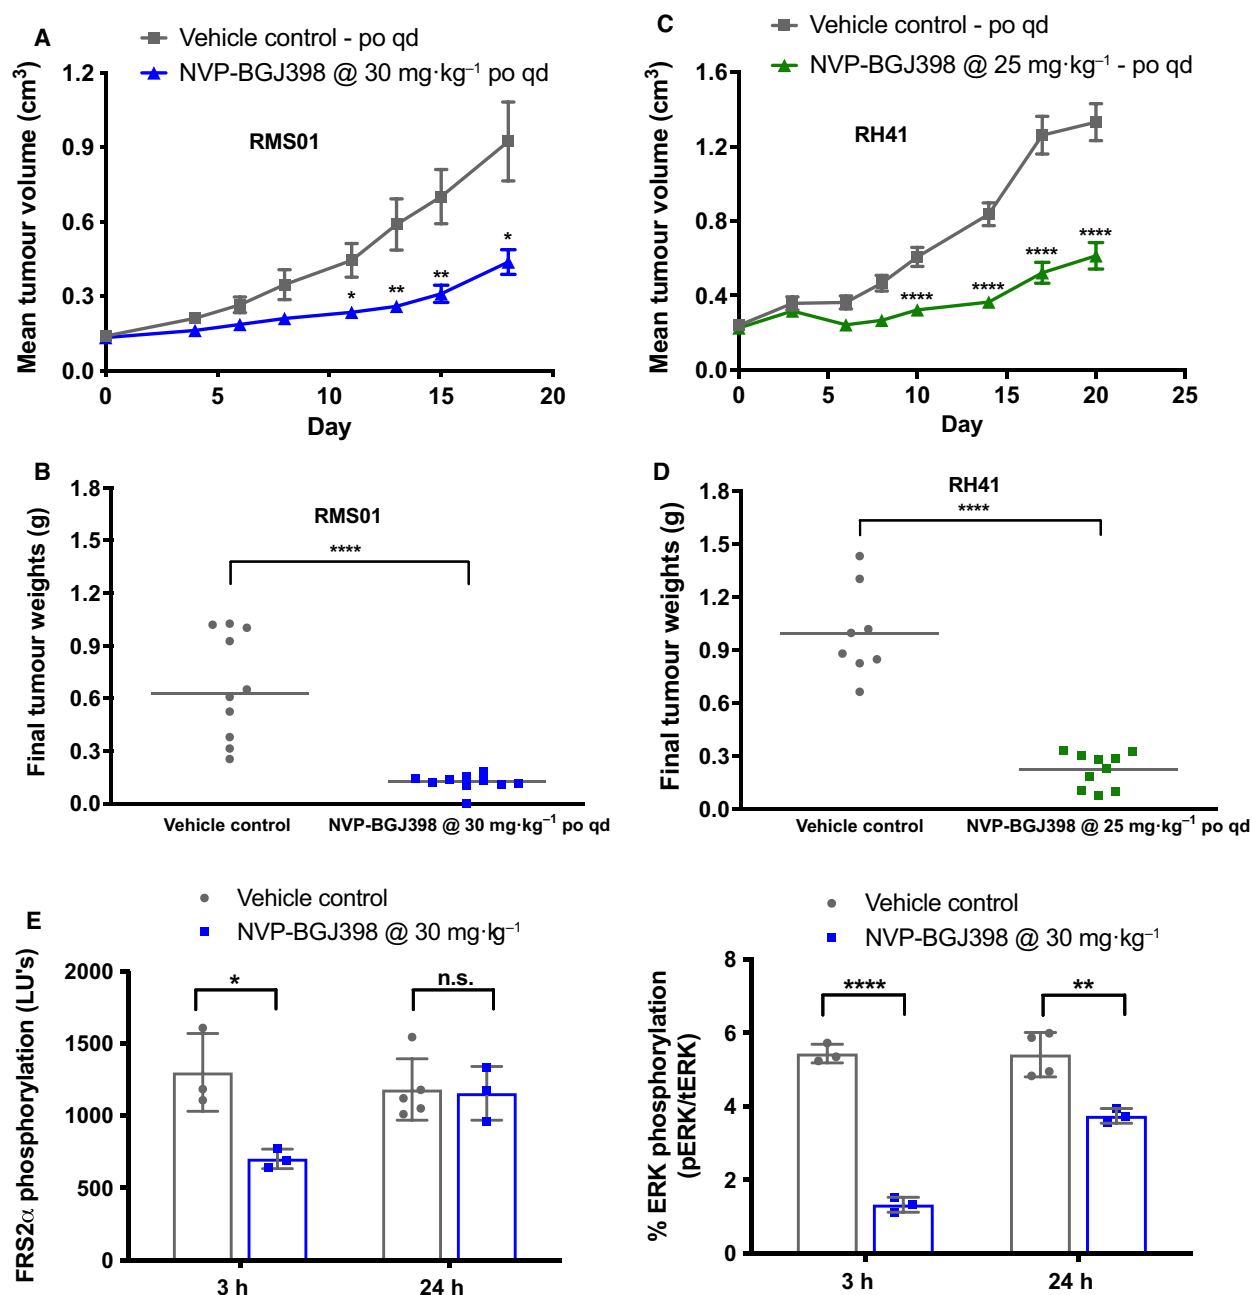 A
Vehicle control - po qd
NVP-BGJ398 @ 30 mg·kg⁻¹ po qd
Mean tumour volume (cm³)
1.2
0.9
0.6
0.3
0.0
RMS01
*
**
**
*
0
5
10
15
20
Day
C
Vehicle control - po qd
NVP-BGJ398 @ 25 mg·kg⁻¹ - po qd
Mean tumour volume (cm³)
1.6
1.2
0.8
0.4
0.0
RH41
****
****
****
****
0
5
10
15
20
25
Day
B
Final tumour weights (g)
1.8
1.5
1.2
0.9
0.6
0.3
0.0
RMS01
****
Vehicle control
NVP-BGJ398 @ 30 mg·kg⁻¹ po qd
D
Final tumour weights (g)
1.8
1.5
1.2
0.9
0.6
0.3
0.0
RH41
****
Vehicle control
NVP-BGJ398 @ 25 mg·kg⁻¹ po qd
E
Vehicle control
NVP-BGJ398 @ 30 mg·kg⁻¹
FRS2α phosphorylation (LU's)
2000
1500
1000
500
0
*
n.s.
3 h
24 h
Vehicle control
NVP-BGJ398 @ 30 mg·kg⁻¹
% ERK phosphorylation
(pERK/tERK)
8
6
4
2
0
****
**
3 h
24 h